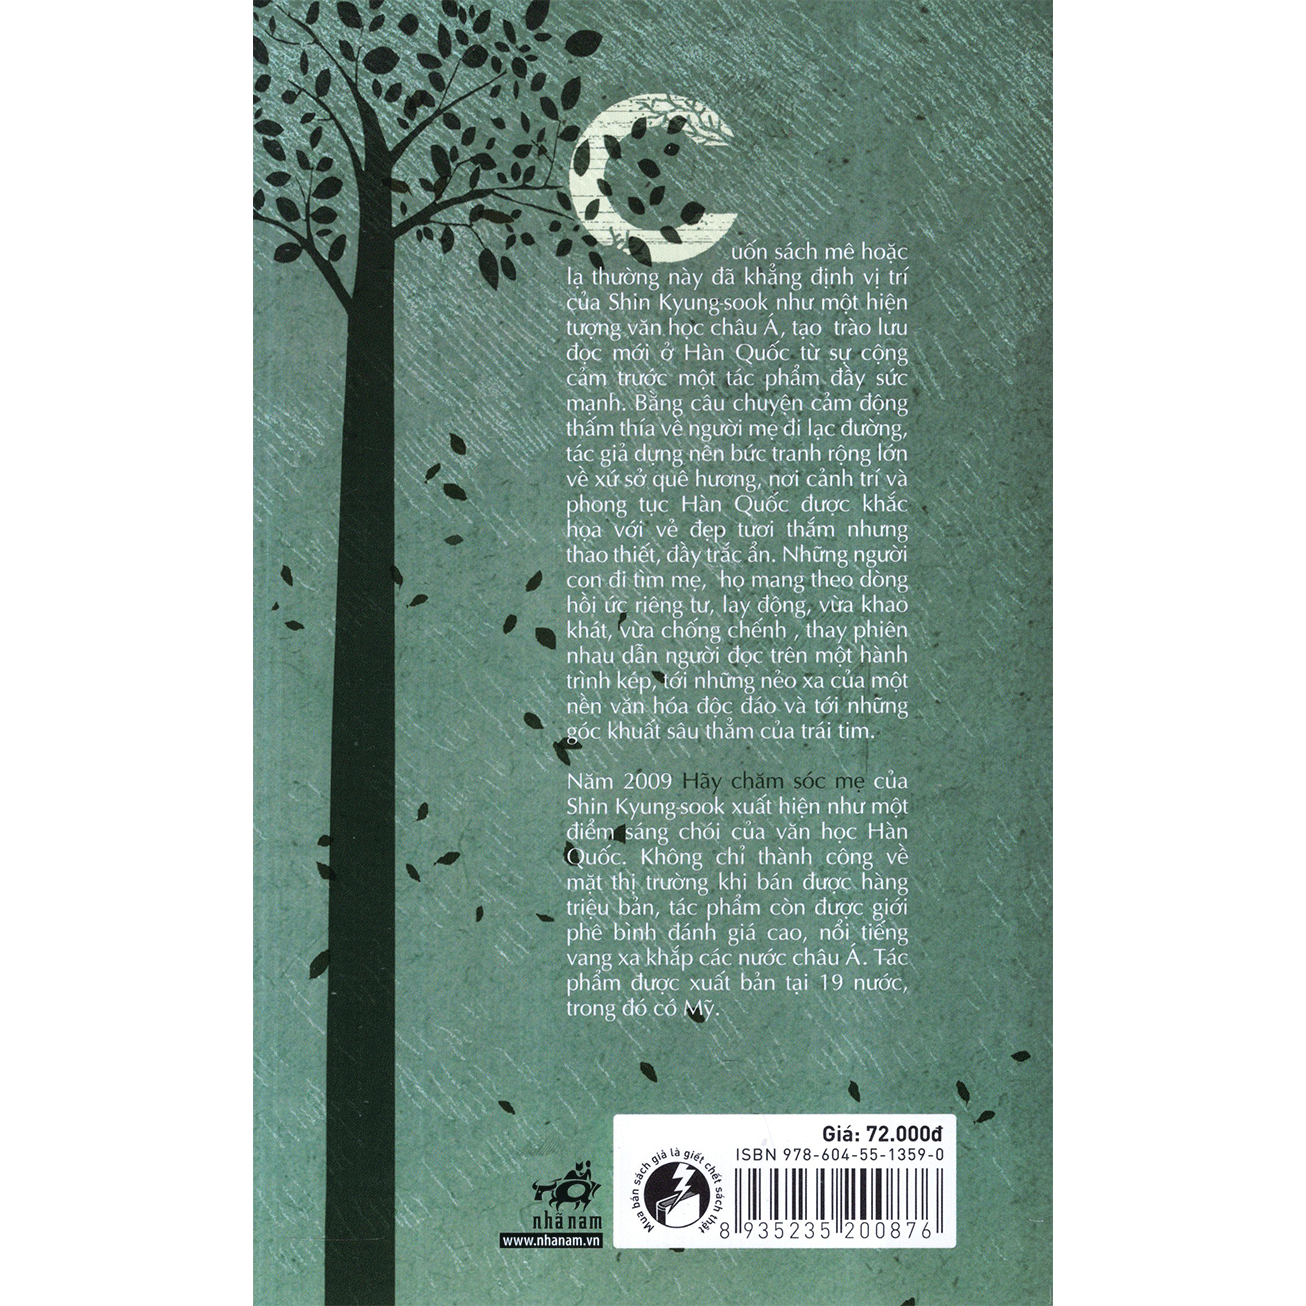 Cuốn sách mê hoặc
lạ thường này đã khẳng định vị trí
của Shin Kyung-sook như một hiện
tượng văn học châu Á, tạo trào lưu
đọc mới ở Hàn Quốc từ sự cộng
cảm trước một tác phẩm đầy sức
mạnh. Bằng câu chuyện cảm động
thấm thía về người mẹ đi lạc đường,
tác giả dựng nên bức tranh rộng lớn
về xứ sở quê hương, nơi cảnh trí và
phong tục Hàn Quốc được khắc
họa với vẻ đẹp tươi thắm nhưng
thao thiết, đầy trắc ẩn. Những người
con đi tìm mẹ, họ mang theo dòng
hồi ức riêng tư, lay động, vừa khao
khát, vừa chống chếnh , thay phiên
nhau dẫn người đọc trên một hành
trình kép, tới những nẻo xa của một
nền văn hóa độc đáo và tới những
góc khuất sâu thẳm của trái tim.
Năm 2009 Hãy chăm sóc mẹ của
Shin Kyung-sook xuất hiện như một
điểm sáng chói của văn học Hàn
Quốc. Không chỉ thành công về
mặt thị trường khi bán được hàng
triệu bản, tác phẩm còn được giới
phê bình đánh giá cao, nổi tiếng
vang xa khắp các nước châu Á. Tác
phẩm được xuất bản tại 19 nước,
trong đó có Mỹ.
Giá: 72.000đ
ISBN 978-604-55-1359-0
Mua bán sách giả là giết chết sách thật
8 935235 200876
nhã nam
www.nhanam.vn